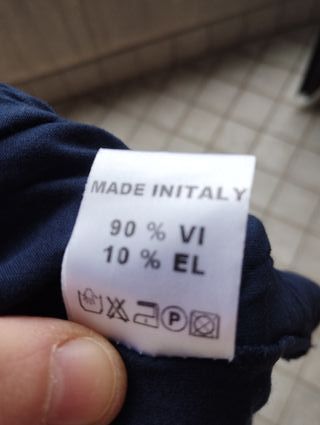 MADE INITALY
90 % VI
10 % EL
P